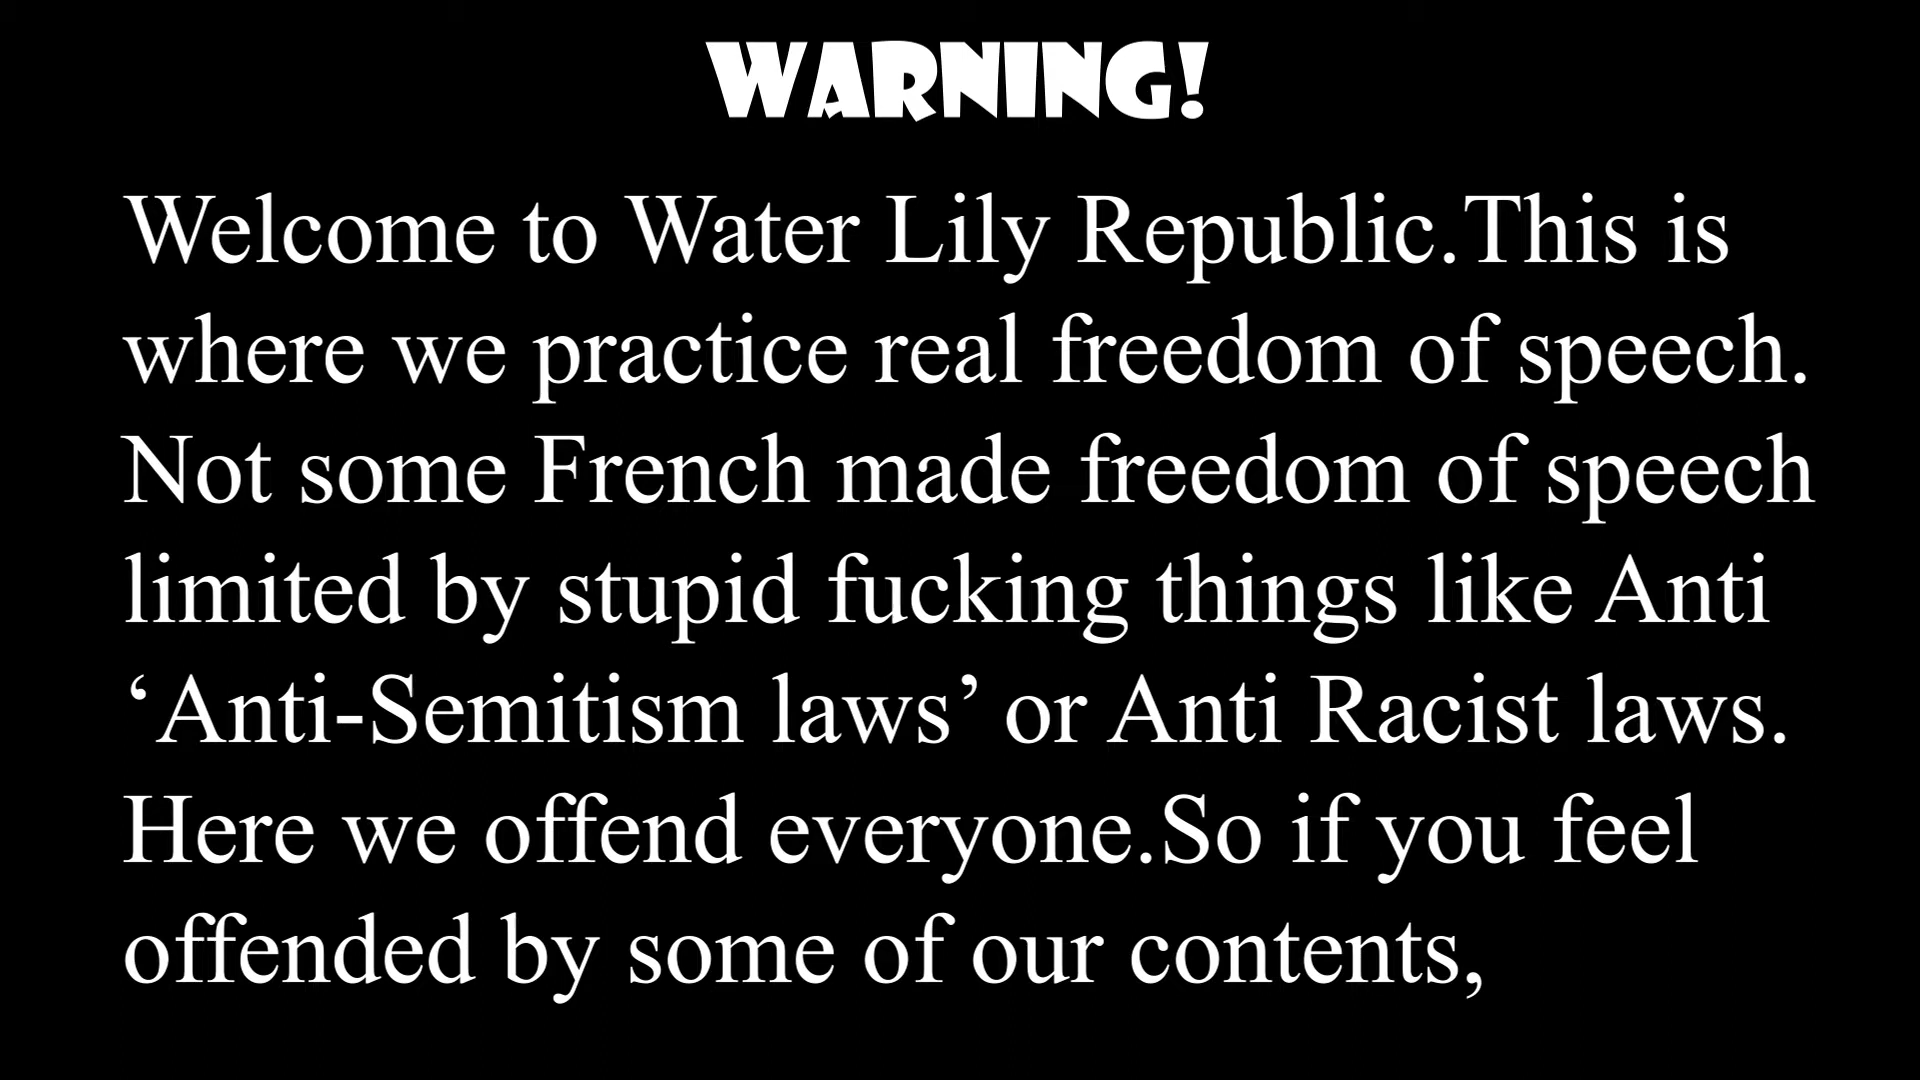 WARNING!
Welcome to Water Lily Republic.This is
where we practice real freedom of speech.
Not some French made freedom of speech
limited by stupid fucking things like Anti
‘Anti-Semitism laws’ or Anti Racist laws.
Here we offend everyone.So if you feel
offended by some of our contents,